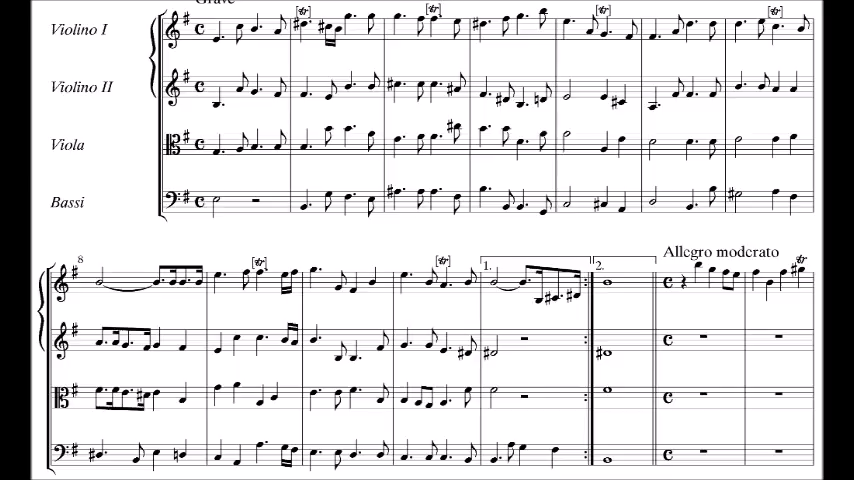 Grave
Violino I
Violino II
Viola
Bassi
8
1.
2.
Allegro moderato